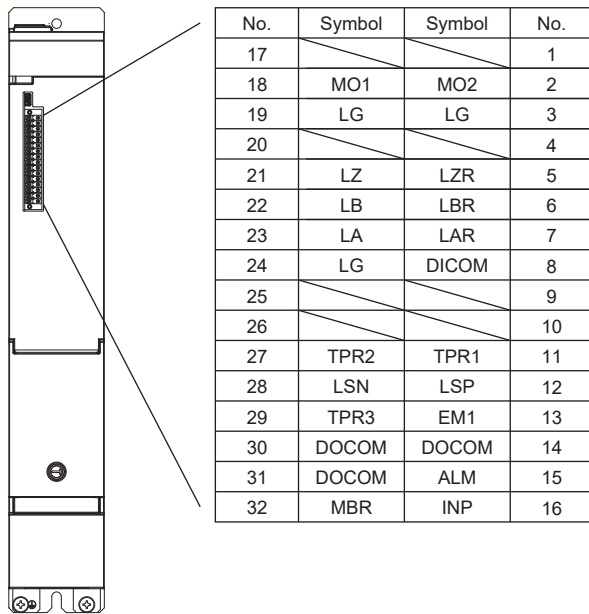 No. Symbol Symbol No.
17 1
18 MO1 MO2 2
19 LG LG 3
20 4
21 LZ LZR 5
22 LB LBR 6
23 LA LAR 7
24 LG DICOM 8
25 9
26 10
27 TPR2 TPR1 11
28 LSN LSP 12
29 TPR3 EM1 13
30 DOCOM DOCOM 14
31 DOCOM ALM 15
32 MBR INP 16